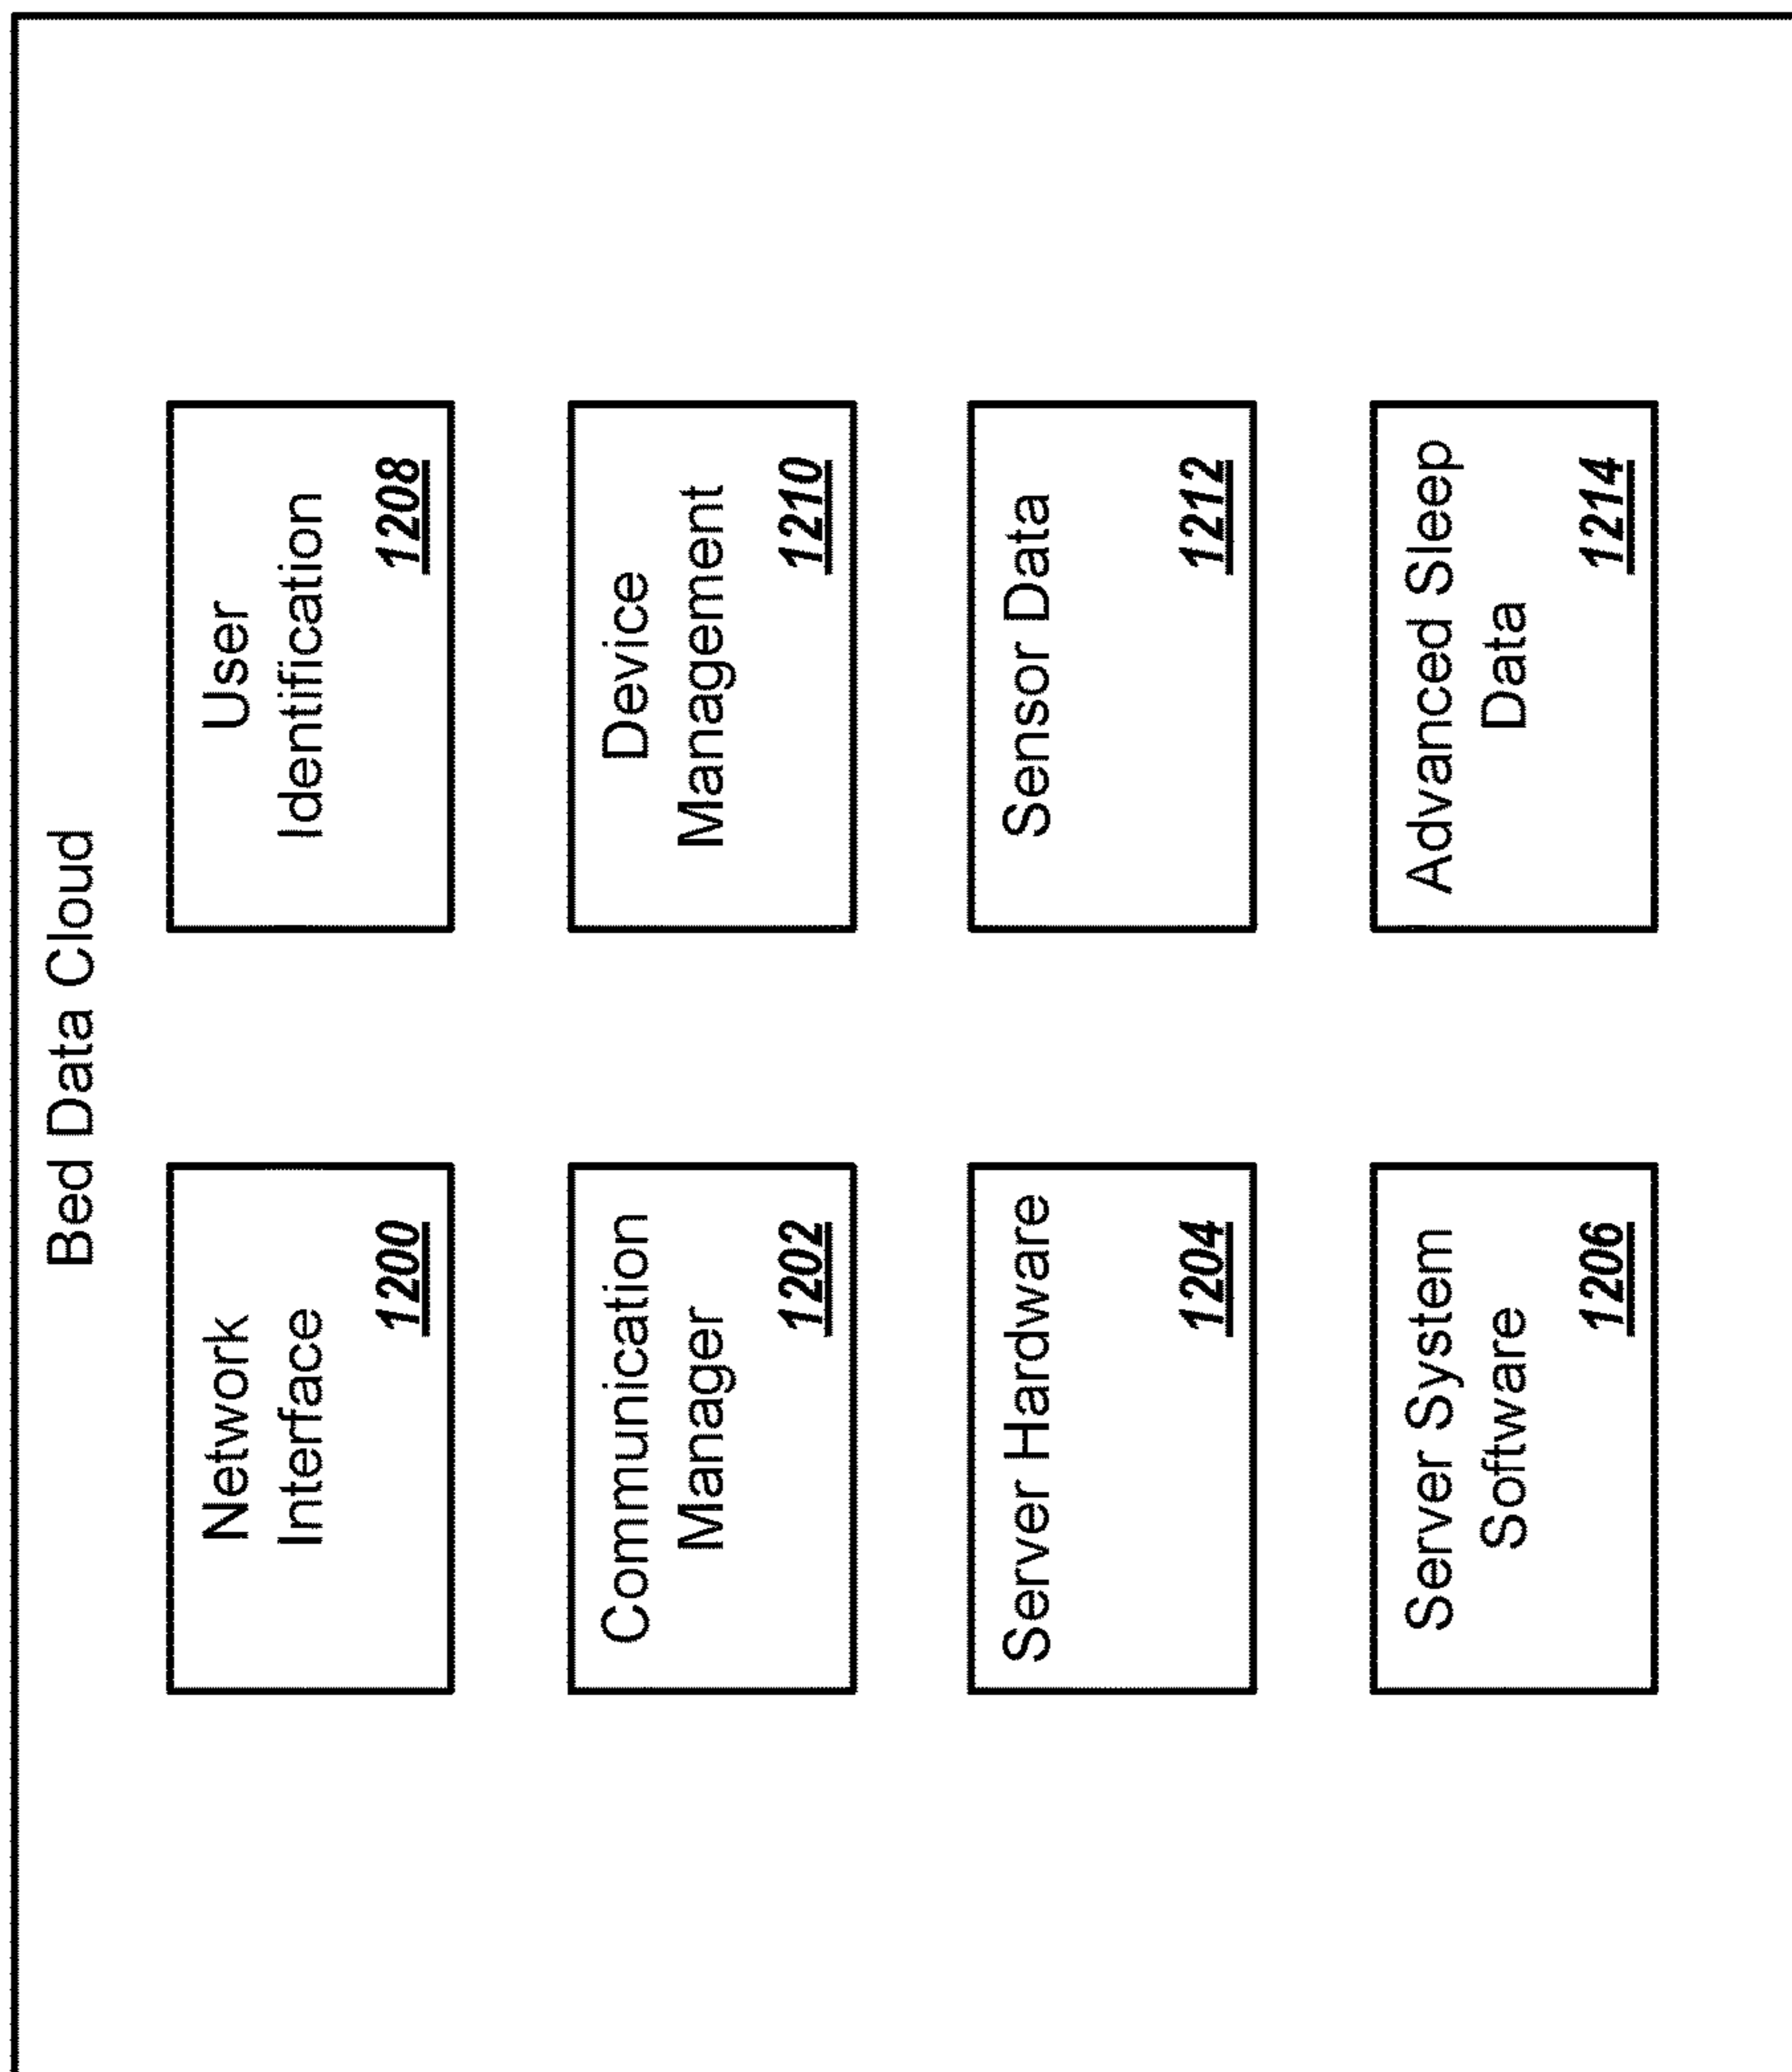 Bed Data Cloud
Network
Interface
1200
Communication
Manager
1202
Server Hardware
1204
Server System
Software
1206
User
Identification
1208
Device
Management
1210
Sensor Data
1212
Advanced Sleep
Data
1214